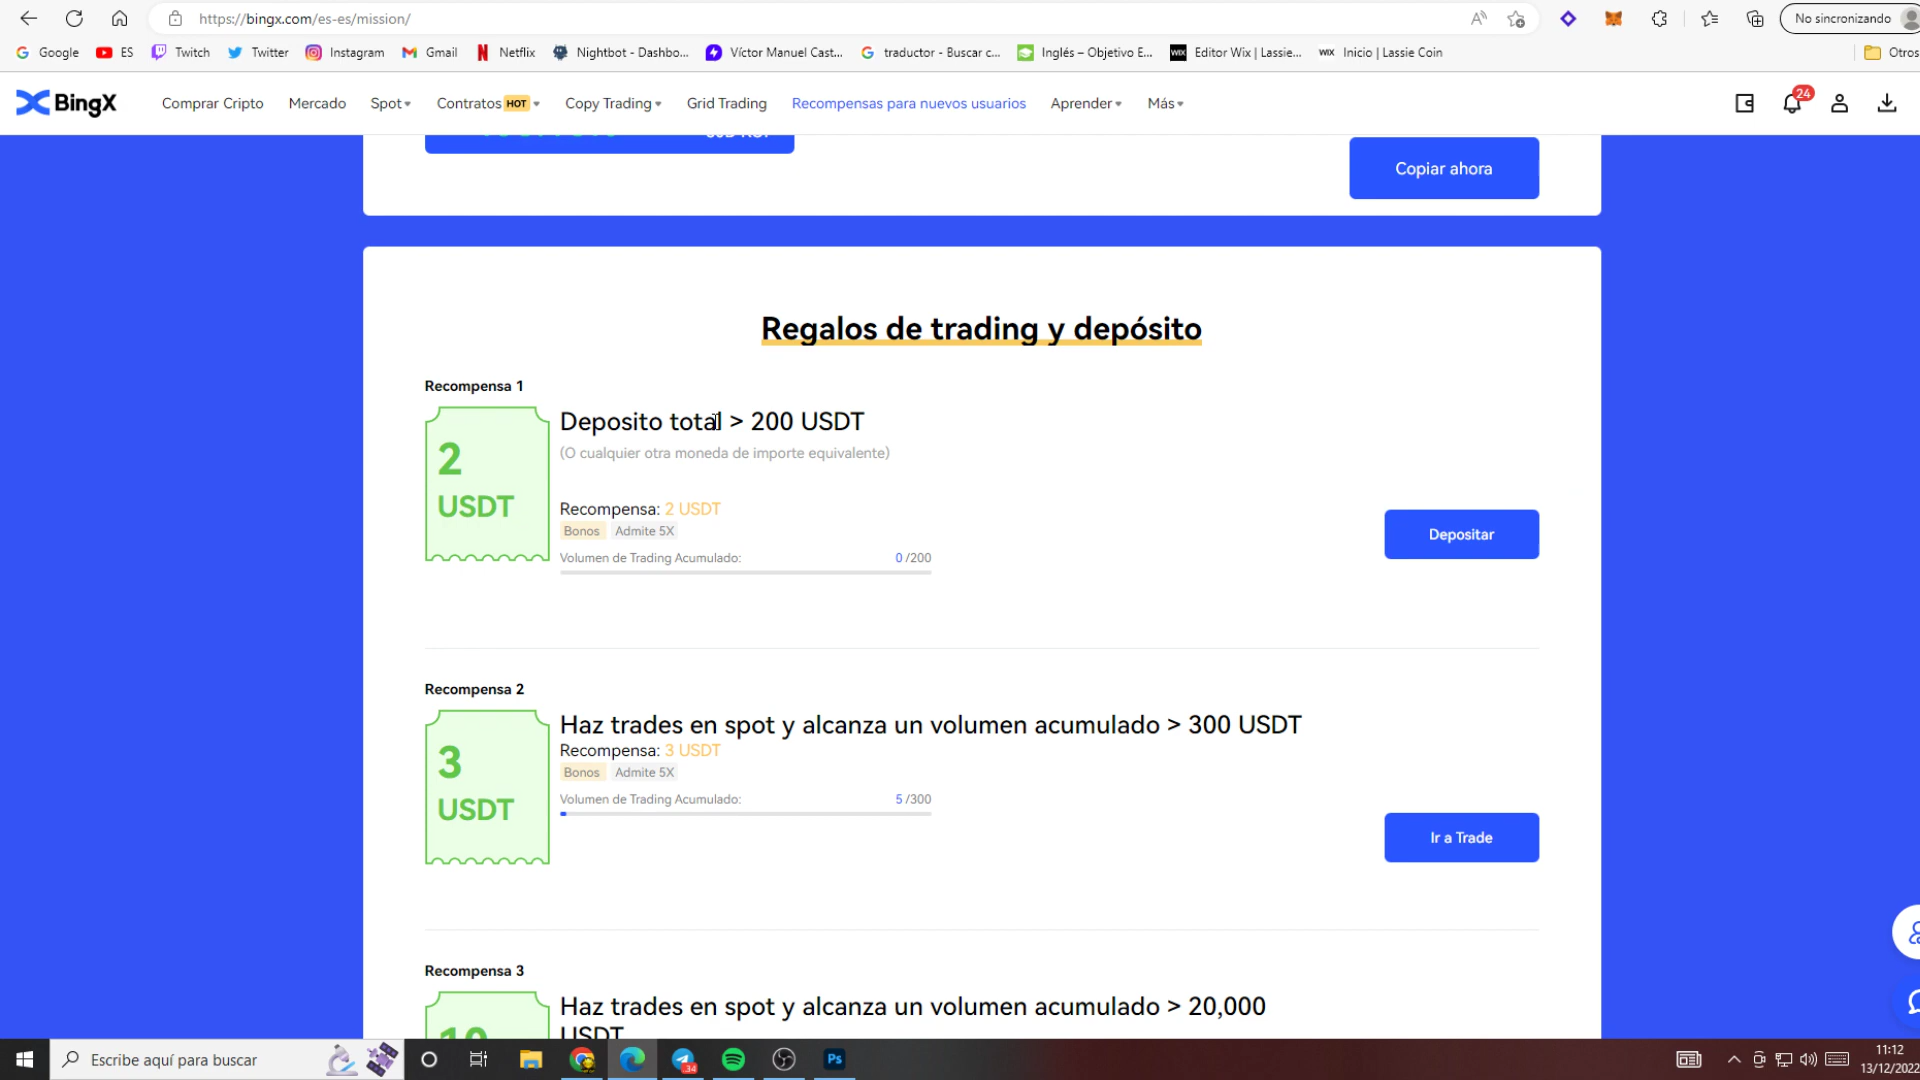 https://bingx.com/es-es/mission/
No sincronizando
Google
ES
Twitch
Twitter
Instagram
Gmail
Netflix
Nightbot - Dashbo...
Víctor Manuel Cast...
traductor - Buscar c...
Inglés – Objetivo E...
Editor Wix | Lassie...
Inicio | Lassie Coin
Otros
BingX
Comprar Cripto
Mercado
Spot
Contratos HOT
Copy Trading
Grid Trading
Recompensas para nuevos usuarios
Aprender
Más
24
Copiar ahora
Regalos de trading y depósito
Recompensa 1
2
USDT
Deposito total > 200 USDT
(O cualquier otra moneda de importe equivalente)
Recompensa: 2 USDT
Bonos Admite 5X
Volumen de Trading Acumulado: 0 /200
Depositar
Recompensa 2
3
USDT
Haz trades en spot y alcanza un volumen acumulado > 300 USDT
Recompensa: 3 USDT
Bonos Admite 5X
Volumen de Trading Acumulado: 5 /300
Ir a Trade
Recompensa 3
10
Haz trades en spot y alcanza un volumen acumulado > 20,000
USDT
Escribe aquí para buscar
34
Ps
11:12
13/12/2022